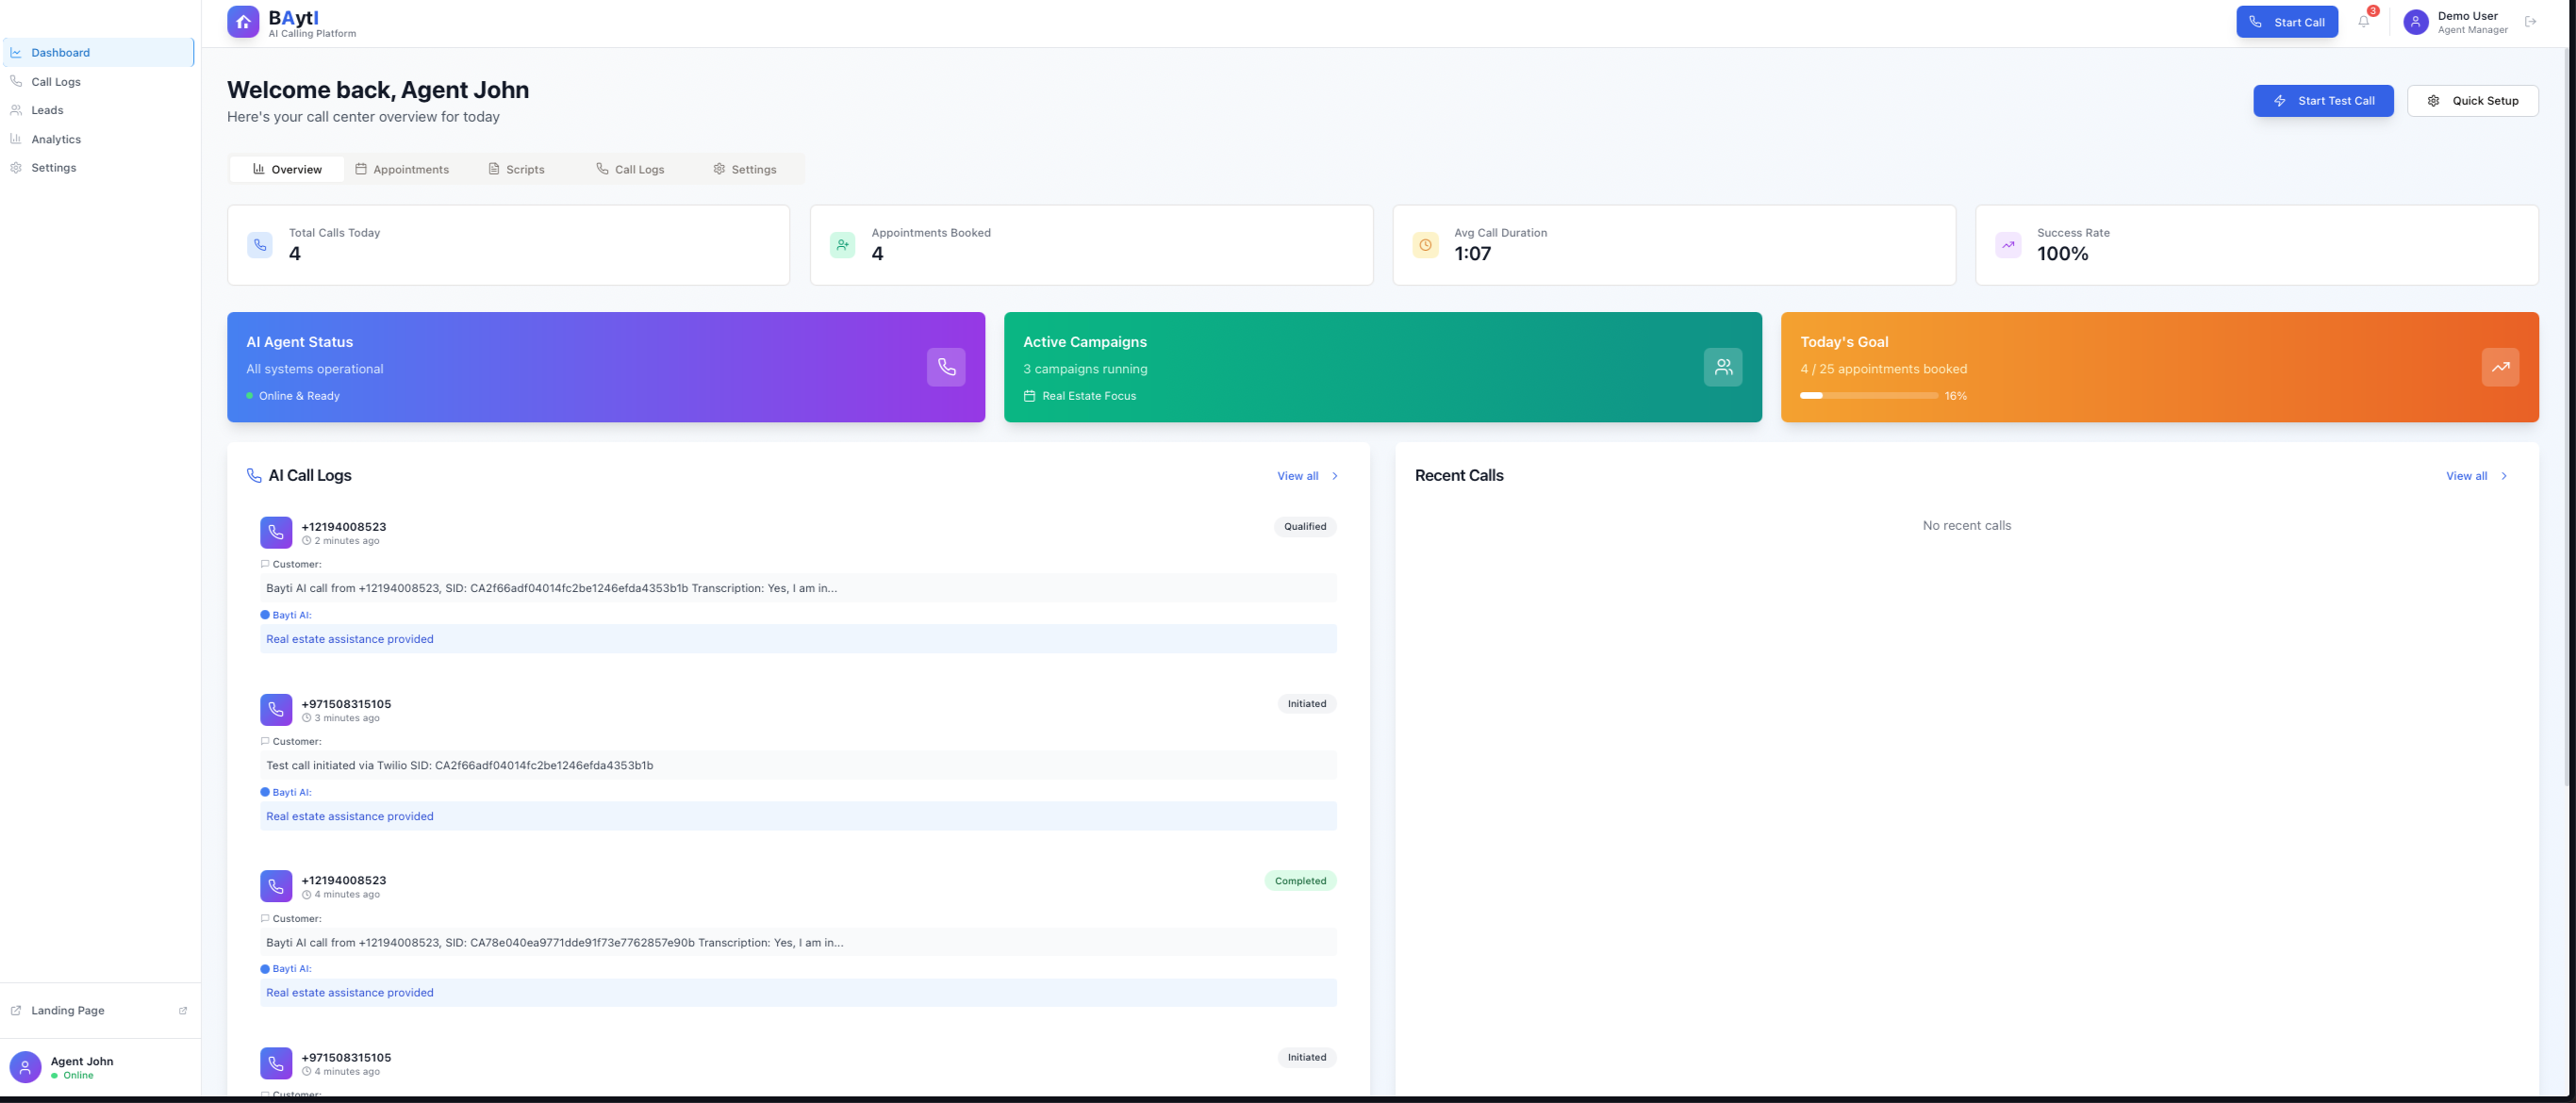 BAytI
AI Calling Platform
Start Call
3
Demo User
Agent Manager
Dashboard
Call Logs
Leads
Analytics
Settings
Welcome back, Agent John
Here's your call center overview for today
Start Test Call
Quick Setup
Overview
Appointments
Scripts
Call Logs
Settings
Total Calls Today
4
Appointments Booked
4
Avg Call Duration
1:07
Success Rate
100%
AI Agent Status
All systems operational
Online & Ready
Active Campaigns
3 campaigns running
Real Estate Focus
Today's Goal
4 / 25 appointments booked
16%
AI Call Logs
View all
+12194008523
2 minutes ago
Qualified
Customer:
Bayti AI call from +12194008523, SID: CA2f66adf04014fc2be1246efda4353b1b Transcription: Yes, I am in...
Bayti AI:
Real estate assistance provided
+971508315105
3 minutes ago
Initiated
Customer:
Test call initiated via Twilio SID: CA2f66adf04014fc2be1246efda4353b1b
Bayti AI:
Real estate assistance provided
+12194008523
4 minutes ago
Completed
Customer:
Bayti AI call from +12194008523, SID: CA78e040ea9771dde91f73e7762857e90b Transcription: Yes, I am in...
Bayti AI:
Real estate assistance provided
+971508315105
4 minutes ago
Initiated
Customer:
Recent Calls
View all
No recent calls
Landing Page
Agent John
Online